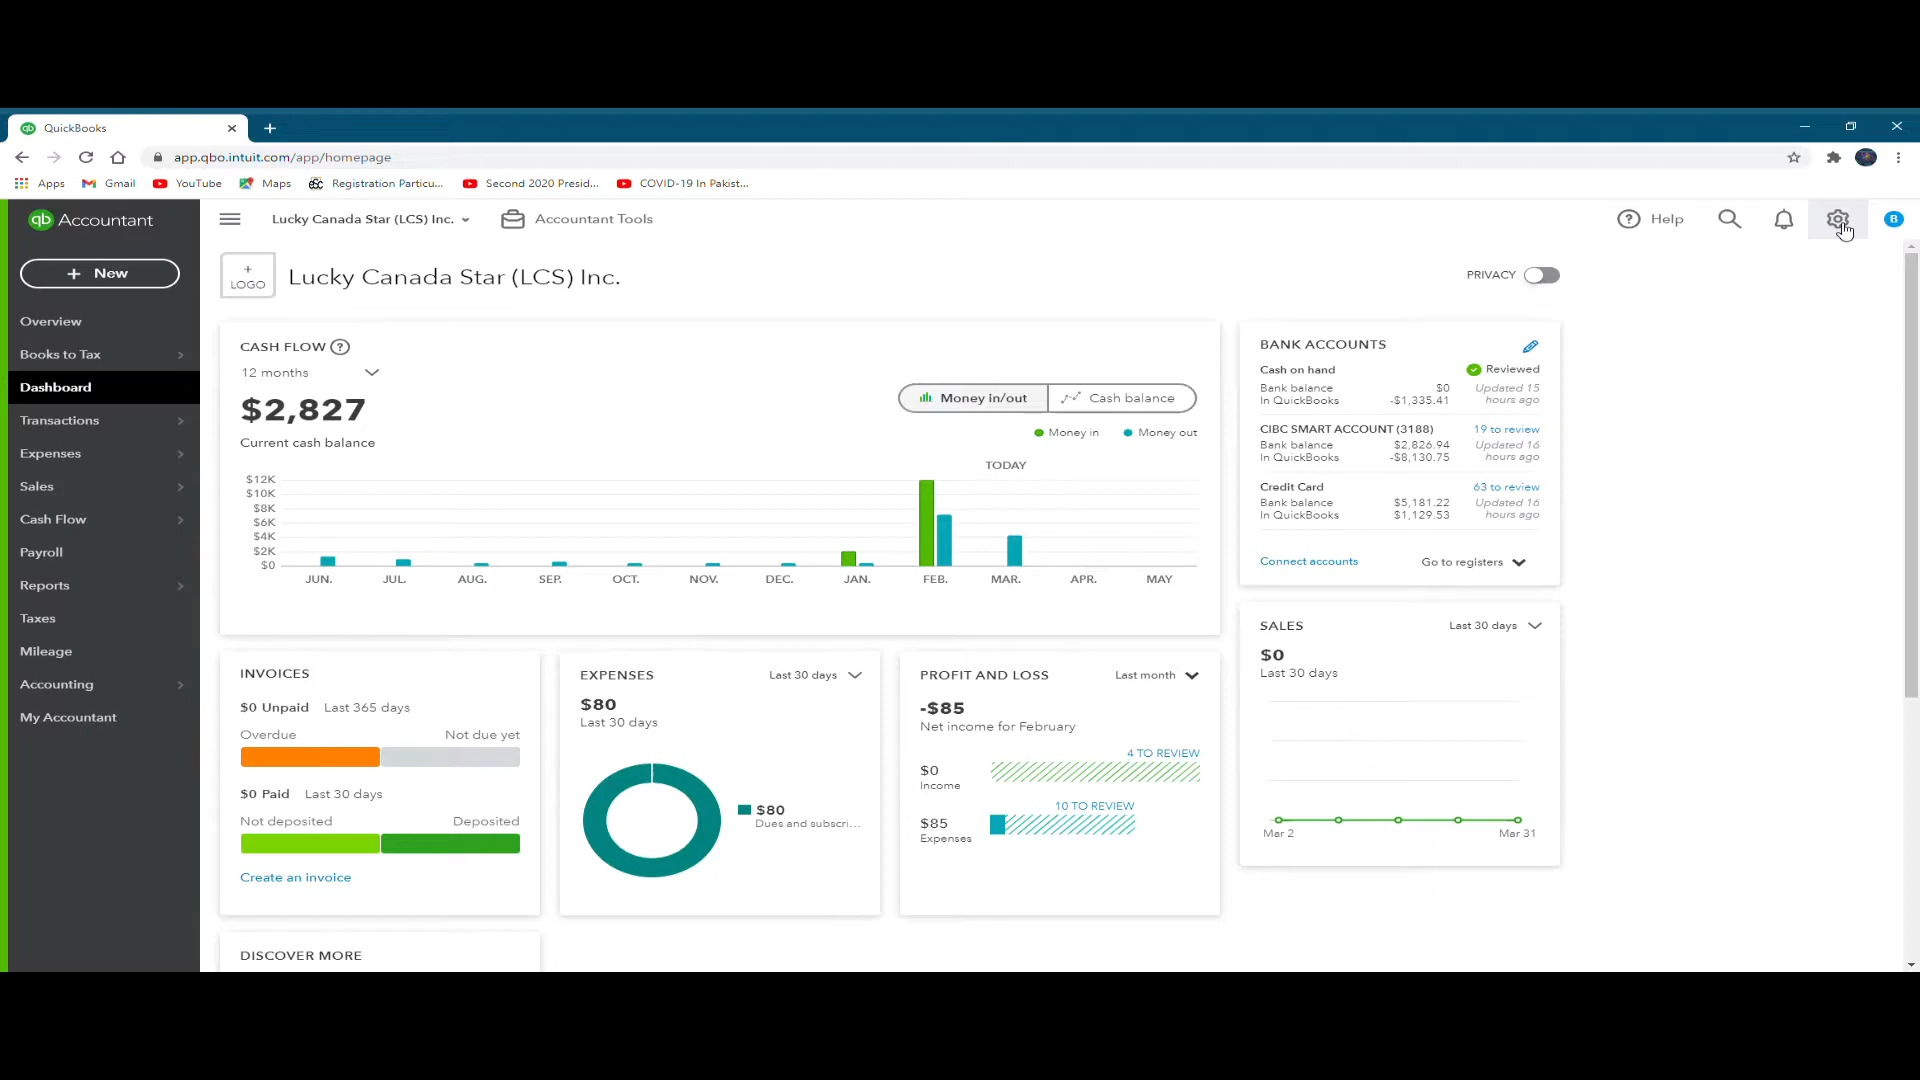 QuickBooks
app.qbo.intuit.com/app/homepage
Apps Gmail YouTube Maps Registration Particu... Second 2020 Presid... COVID-19 In Pakist...
qb Accountant
Lucky Canada Star (LCS) Inc. Accountant Tools Help B
+ New
Overview
Books to Tax
Dashboard
Transactions
Expenses
Sales
Cash Flow
Payroll
Reports
Taxes
Mileage
Accounting
My Accountant
+ LOGO
Lucky Canada Star (LCS) Inc.
PRIVACY
CASH FLOW ?
12 months
$2,827
Current cash balance
Money in/out Cash balance
Money in Money out
TODAY
$12K
$10K
$8K
$6K
$4K
$2K
$0
JUN. JUL. AUG. SEP. OCT. NOV. DEC. JAN. FEB. MAR. APR. MAY
BANK ACCOUNTS
Cash on hand Reviewed
Bank balance $0 Updated 15
In QuickBooks -$1,335.41 hours ago
CIBC SMART ACCOUNT (3188) 19 to review
Bank balance $2,826.94 Updated 16
In QuickBooks -$8,130.75 hours ago
Credit Card 63 to review
Bank balance $5,181.22 Updated 16
In QuickBooks $1,129.53 hours ago
Connect accounts Go to registers
INVOICES
$0 Unpaid Last 365 days
Overdue Not due yet
$0 Paid Last 30 days
Not deposited Deposited
Create an invoice
EXPENSES Last 30 days
$80
Last 30 days
$80
Dues and subscri...
PROFIT AND LOSS Last month
-$85
Net income for February
4 TO REVIEW
$0
Income
10 TO REVIEW
$85
Expenses
SALES Last 30 days
$0
Last 30 days
Mar 2 Mar 31
DISCOVER MORE